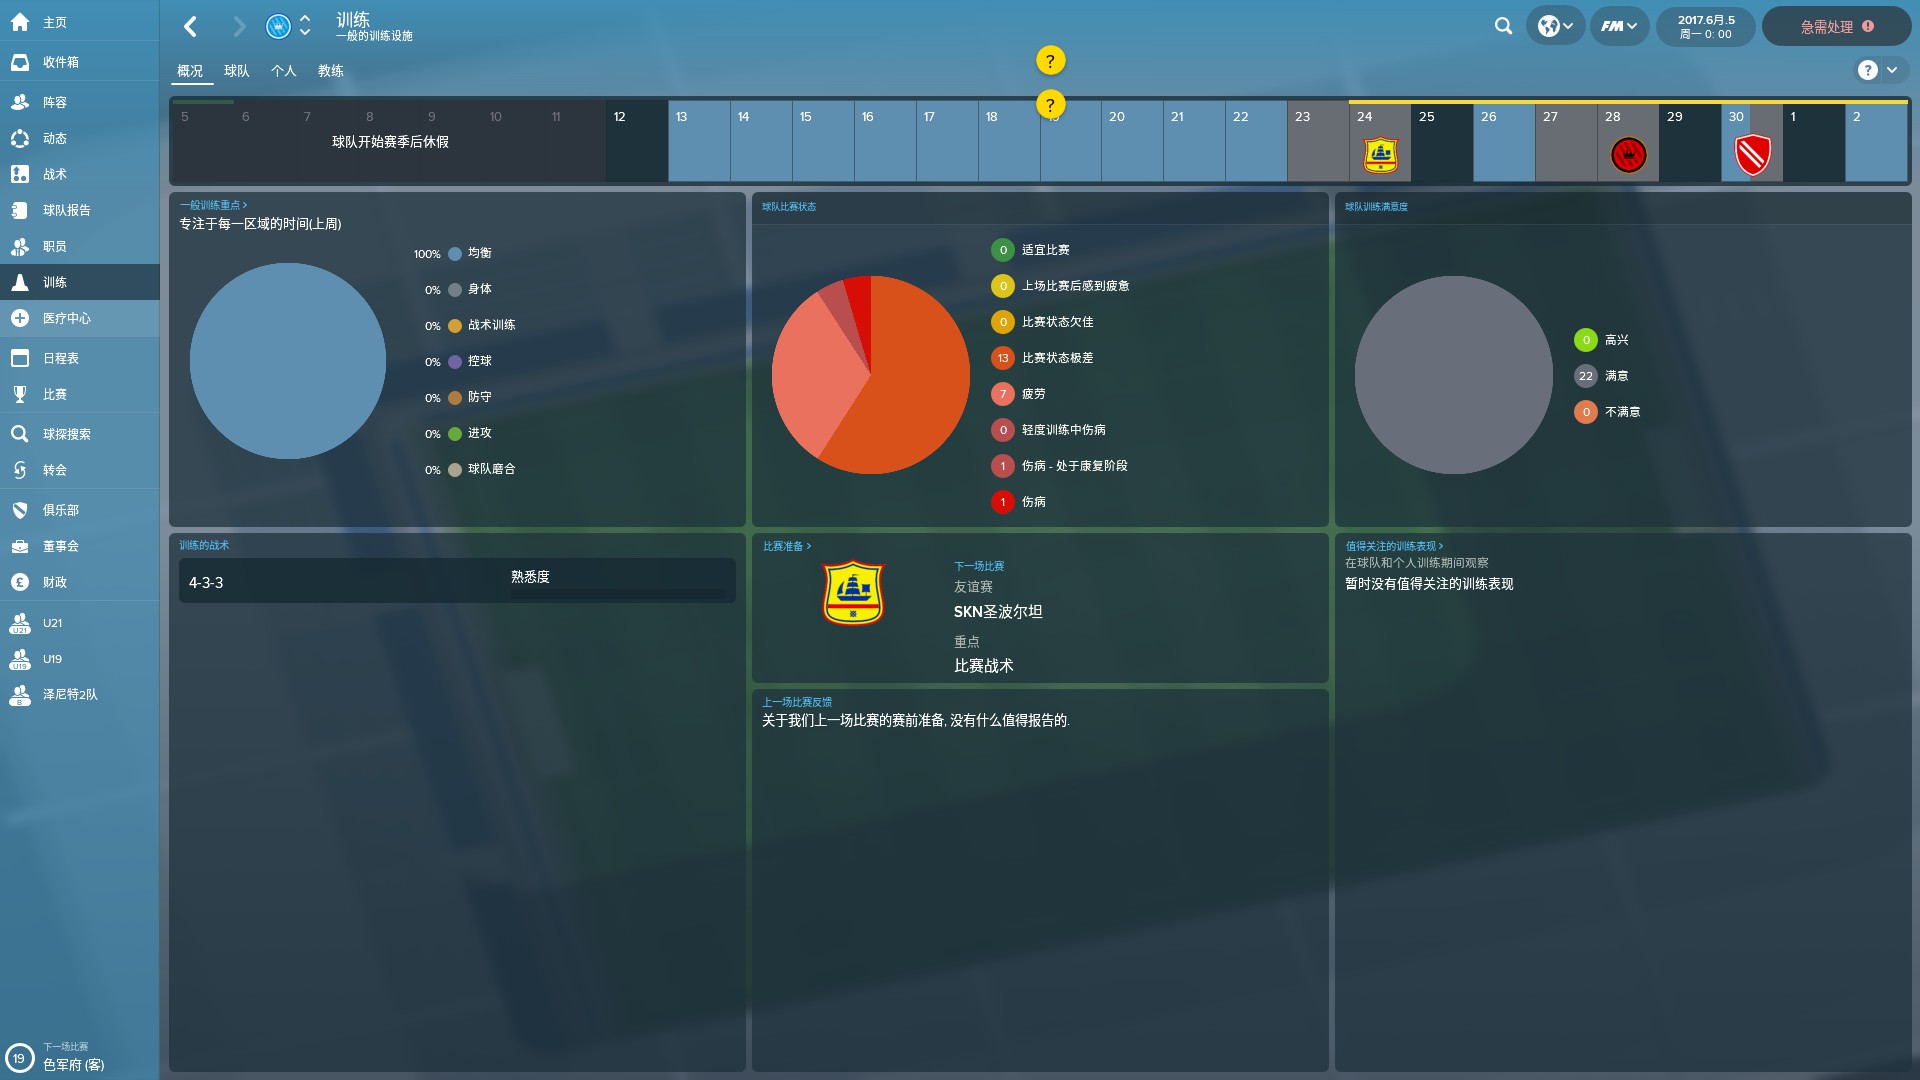 主页
收件箱
阵容
动态
战术
球队报告
职员
训练
医疗中心
日程表
比赛
球探搜索
转会
俱乐部
董事会
财政
U21
U21
U19
U19
B
泽尼特2队
19
下一场比赛
色军府 (客)
训练
一般的训练设施
FM
2017.6月.5
周一 0: 00
急需处理
概况 球队 个人 教练
?
?
?
5 6 7 8 9 10 11 12 13 14 15 16 17 18 19 20 21 22 23 24 25 26 27 28 29 30 1 2
球队开始赛季后休假
一般训练重点 >
专注于每一区域的时间(上周)
100% 均衡
0% 身体
0% 战术训练
0% 控球
0% 防守
0% 进攻
0% 球队磨合
球队比赛状态
0 适宜比赛
0 上场比赛后感到疲惫
0 比赛状态欠佳
13 比赛状态极差
7 疲劳
0 轻度训练中伤病
1 伤病 - 处于康复阶段
1 伤病
球队训练满意度
0 高兴
22 满意
0 不满意
训练的战术
4-3-3
熟悉度
比赛准备 >
下一场比赛
友谊赛
SKN圣波尔坦
重点
比赛战术
上一场比赛反馈
关于我们上一场比赛的赛前准备, 没有什么值得报告的.
值得关注的训练表现 >
在球队和个人训练期间观察
暂时没有值得关注的训练表现